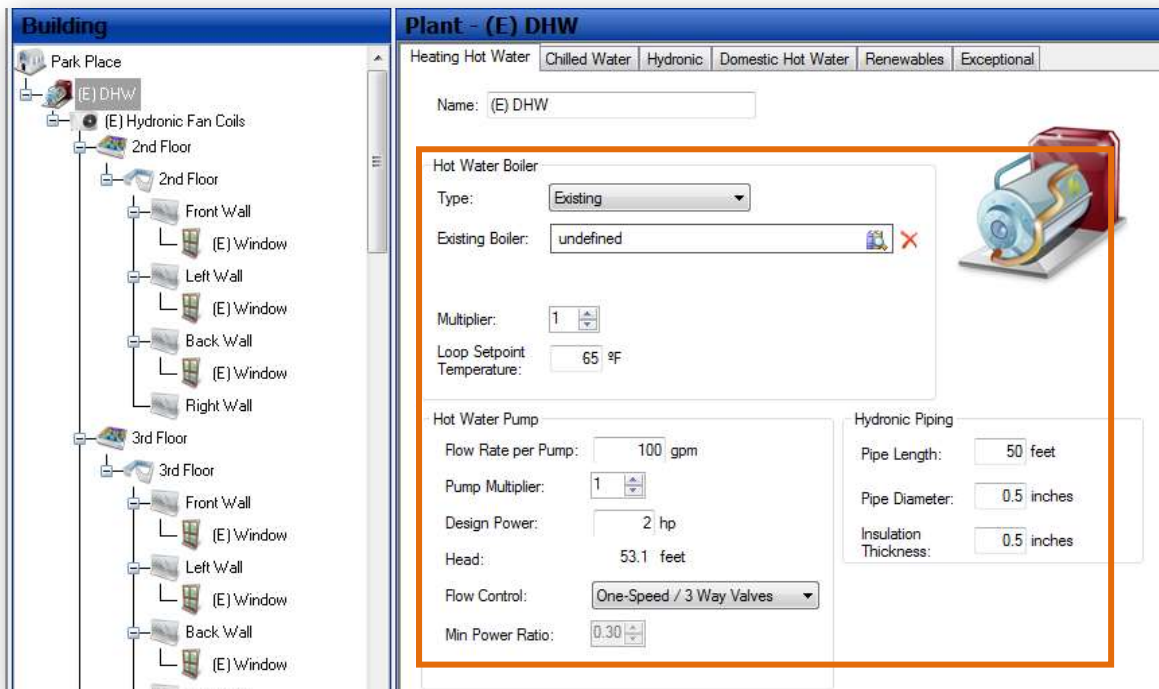 Building
Park Place
(E) DHW
(E) Hydronic Fan Coils
2nd Floor
2nd Floor
Front Wall
(E) Window
Left Wall
(E) Window
Back Wall
(E) Window
Right Wall
3rd Floor
3rd Floor
Front Wall
(E) Window
Left Wall
(E) Window
Back Wall
(E) Window
Plant - (E) DHW
Heating Hot Water Chilled Water Hydronic Domestic Hot Water Renewables Exceptional
Name: (E) DHW
Hot Water Boiler
Type: Existing
Existing Boiler: undefined
Multiplier: 1
Loop Setpoint
Temperature: 65 ºF
Hot Water Pump
Flow Rate per Pump: 100 gpm
Pump Multiplier: 1
Design Power: 2 hp
Head: 53.1 feet
Flow Control: One-Speed / 3 Way Valves
Min Power Ratio: 0.30
Hydronic Piping
Pipe Length: 50 feet
Pipe Diameter: 0.5 inches
Insulation
Thickness: 0.5 inches